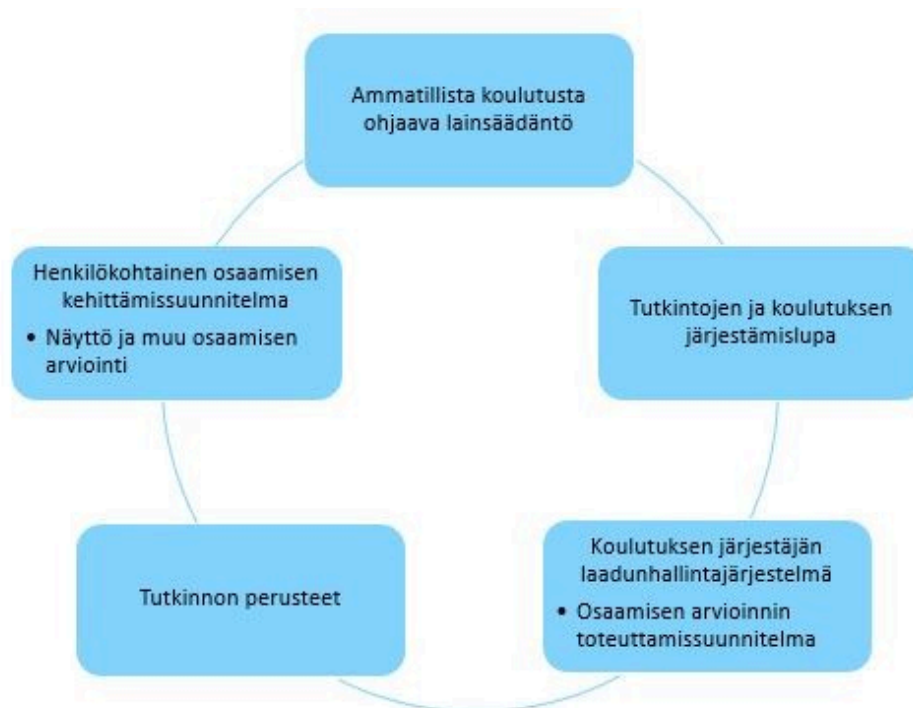 Ammatillista koulutusta
ohjaava lainsäädäntö
Henkilökohtainen osaamisen
kehittämissuunnitelma
• Näyttö ja muu osaamisen
arviointi
Tutkintojen ja koulutuksen
järjestämislupa
Tutkinnon perusteet
Koulutuksen järjestäjän
laadunhallintajärjestelmä
• Osaamisen arvioinnin
toteuttamissuunnitelma